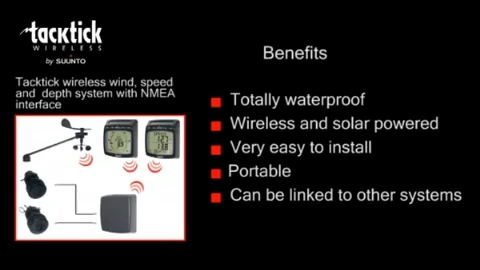 tacktick
WIRELESS
by SUUNTO
Tacktick wireless wind, speed
and depth system with NMEA
interface
Benefits
Totally waterproof
Wireless and solar powered
Very easy to install
Portable
Can be linked to other systems